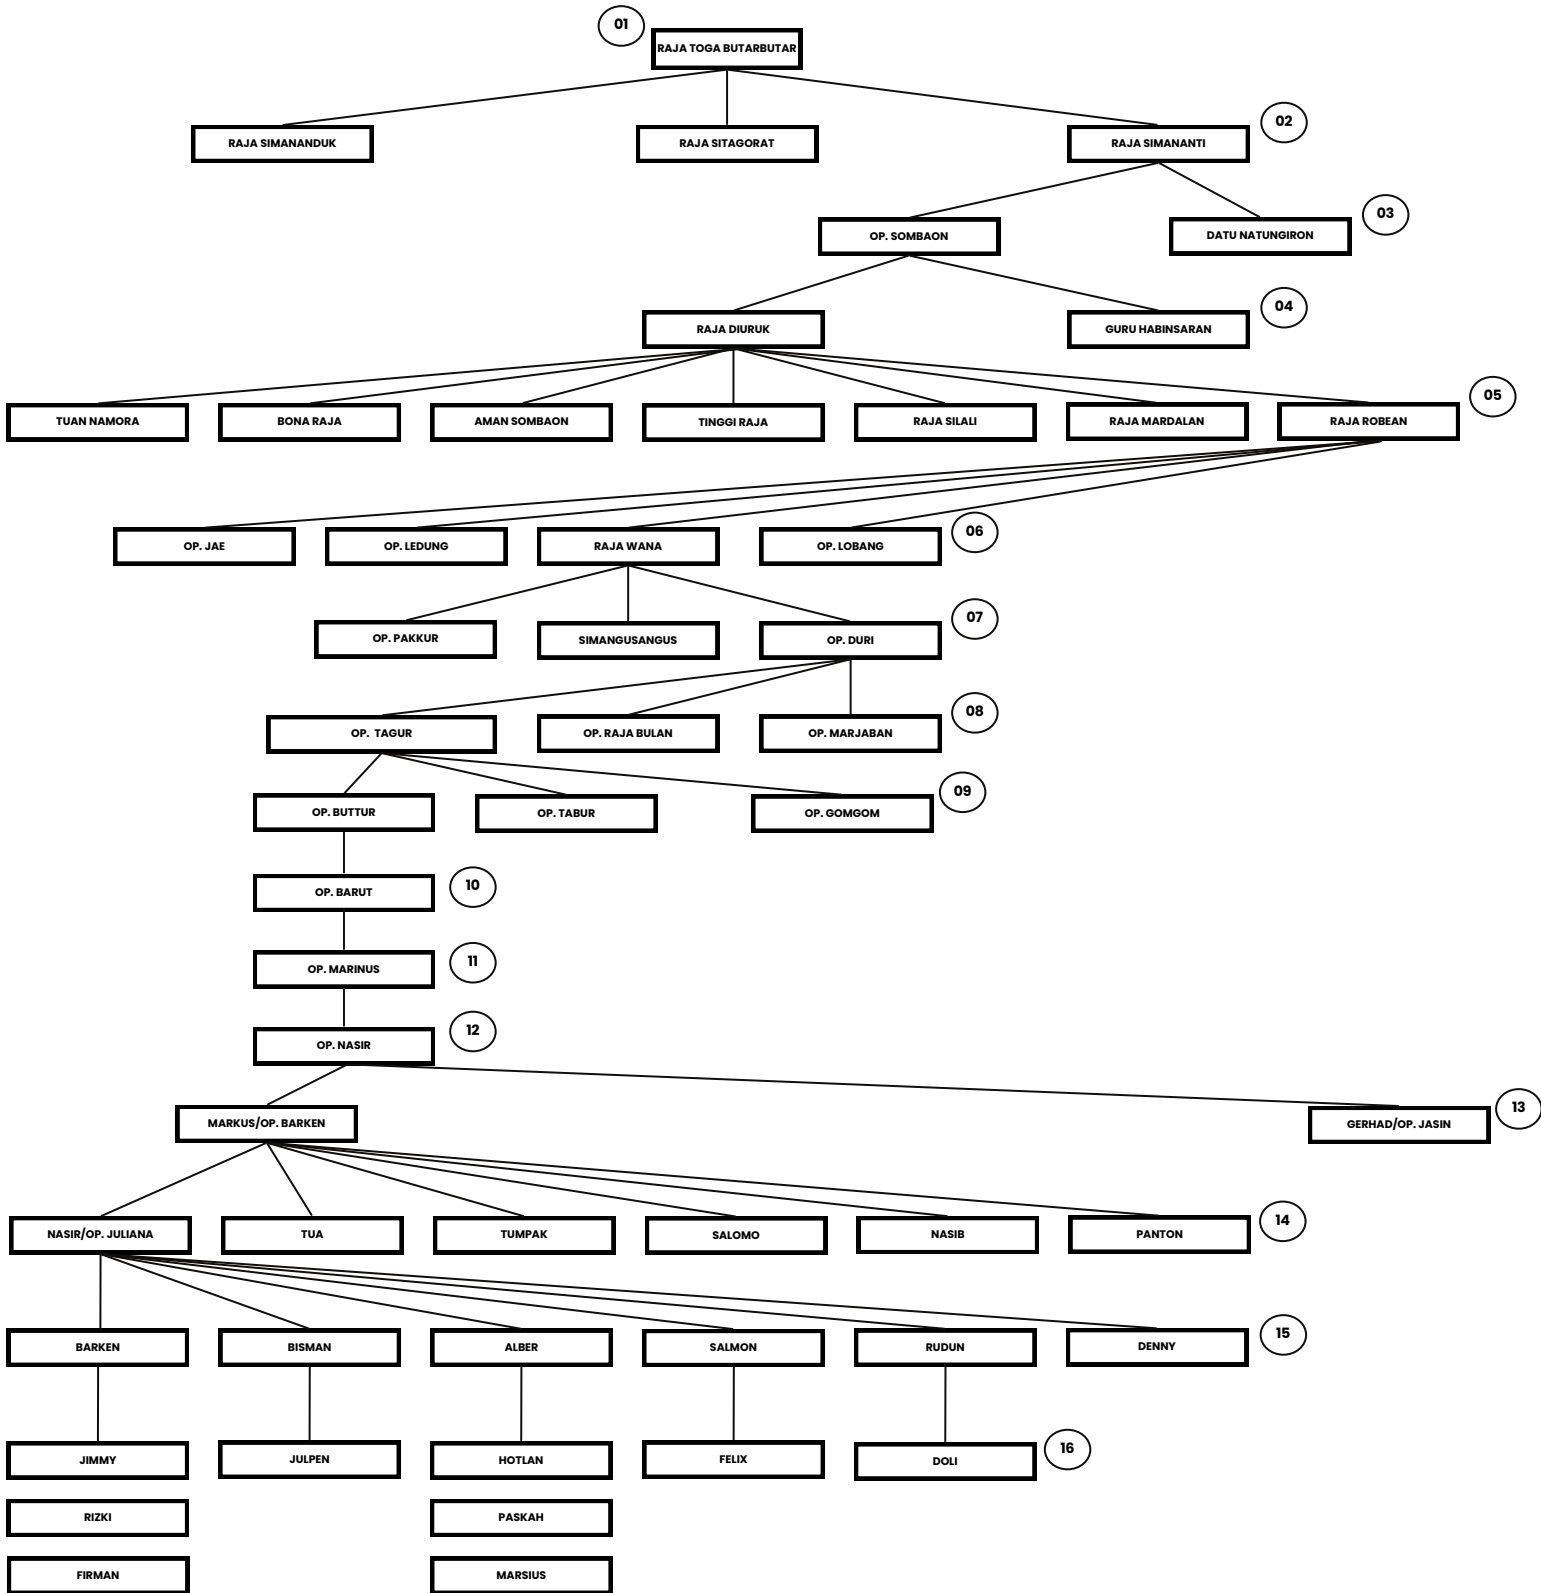 01
RAJA TOGA BUTARBUTAR
RAJA SIMANANDUK
RAJA SITAGORAT
RAJA SIMANANTI
02
OP. SOMBAON
DATU NATUNGIRON
03
RAJA DIURUK
GURU HABINSARAN
04
TUAN NAMORA
BONA RAJA
AMAN SOMBAON
TINGGI RAJA
RAJA SILALI
RAJA MARDALAN
RAJA ROBEAN
05
OP. JAE
OP. LEDUNG
RAJA WANA
OP. LOBANG
06
OP. PAKKUR
SIMANGUSANGUS
OP. DURI
07
OP. TAGUR
OP. RAJA BULAN
OP. MARJABAN
08
OP. BUTTUR
OP. TABUR
OP. GOMGOM
09
OP. BARUT
10
OP. MARINUS
11
OP. NASIR
12
MARKUS/OP. BARKEN
GERHAD/OP. JASIN
13
NASIR/OP. JULIANA
TUA
TUMPAK
SALOMO
NASIB
PANTON
14
BARKEN
BISMAN
ALBER
SALMON
RUDUN
DENNY
15
JIMMY
JULPEN
HOTLAN
FELIX
DOLI
16
RIZKI
PASKAH
FIRMAN
MARSIUS